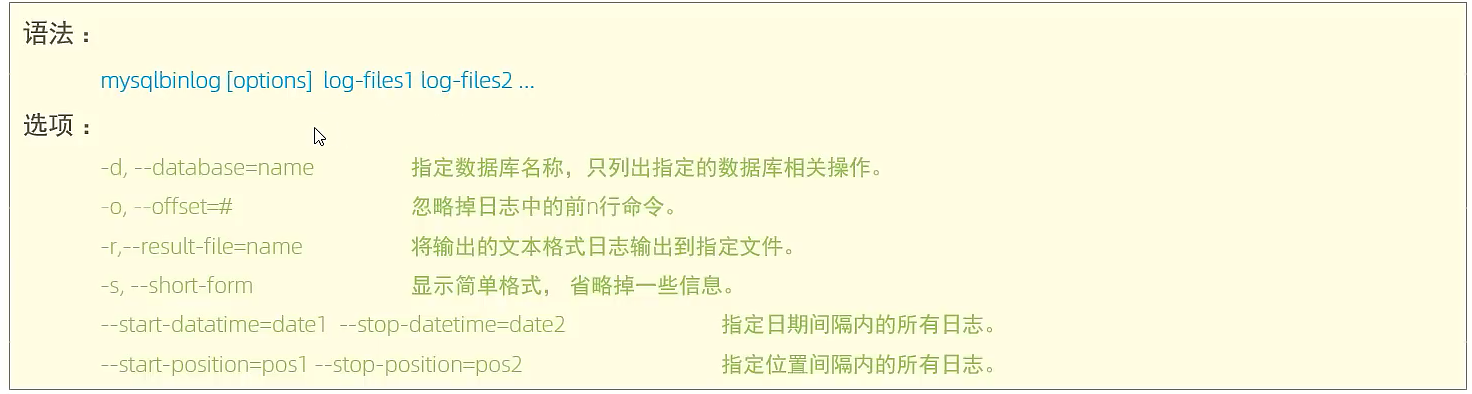 语法：
mysqlbinlog [options]  log-files1 log-files2 ...
选项：
-d, --database=name 指定数据库名称，只列出指定的数据库相关操作。
-o, --offset=# 忽略掉日志中的前n行命令。
-r,--result-file=name 将输出的文本格式日志输出到指定文件。
-s, --short-form 显示简单格式， 省略掉一些信息。
--start-datatime=date1  --stop-datetime=date2 指定日期间隔内的所有日志。
--start-position=pos1 --stop-position=pos2 指定位置间隔内的所有日志。